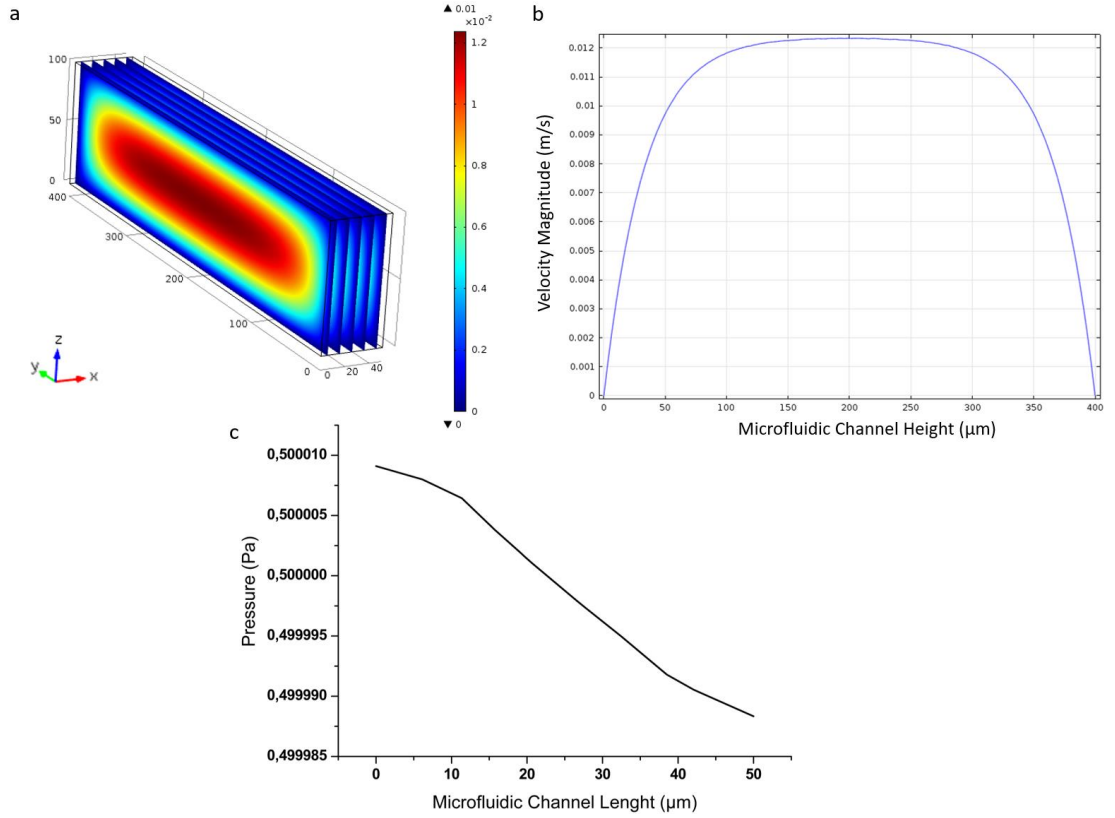 a
▲ 0.01
×10⁻²
100
50
0
400
300
200
100
0
0 20 40
1.2
1
0.8
0.6
0.4
0.2
0
▼ 0
z
y
x
b
Velocity Magnitude (m/s)
0.012
0.011
0.01
0.009
0.008
0.007
0.006
0.005
0.004
0.003
0.002
0.001
0
0 50 100 150 200 250 300 350 400
Microfluidic Channel Height (µm)
c
Pressure (Pa)
0,500010
0,500005
0,500000
0,499995
0,499990
0,499985
0 10 20 30 40 50
Microfluidic Channel Lenght (µm)